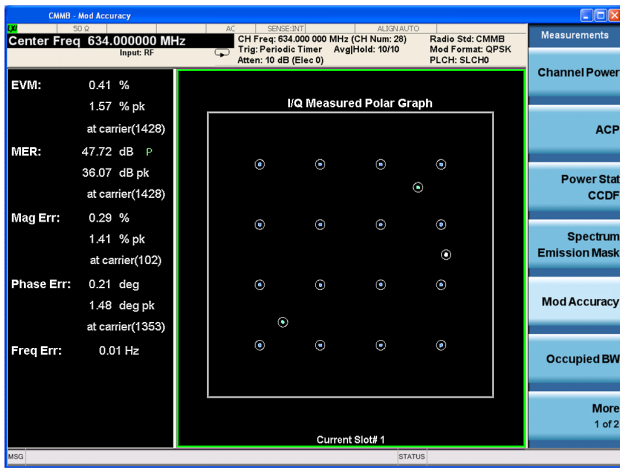 CMMB - Mod Accuracy
50 Ω AC SENSE:INT ALIGN AUTO
Center Freq 634.000000 MHz
Input: RF
CH Freq: 634.000 000 MHz (CH Num: 28)
Trig: Periodic Timer Avg|Hold: 10/10
Atten: 10 dB (Elec 0)
Radio Std: CMMB
Mod Format: QPSK
PLCH: SLCH0
EVM: 0.41 %
1.57 % pk
at carrier(1428)
MER: 47.72 dB P
36.07 dB pk
at carrier(1428)
Mag Err: 0.29 %
1.41 % pk
at carrier(102)
Phase Err: 0.21 deg
1.48 deg pk
at carrier(1353)
Freq Err: 0.01 Hz
I/Q Measured Polar Graph
Current Slot# 1
Measurements
Channel Power
ACP
Power Stat
CCDF
Spectrum
Emission Mask
Mod Accuracy
Occupied BW
More
1 of 2
MSG STATUS